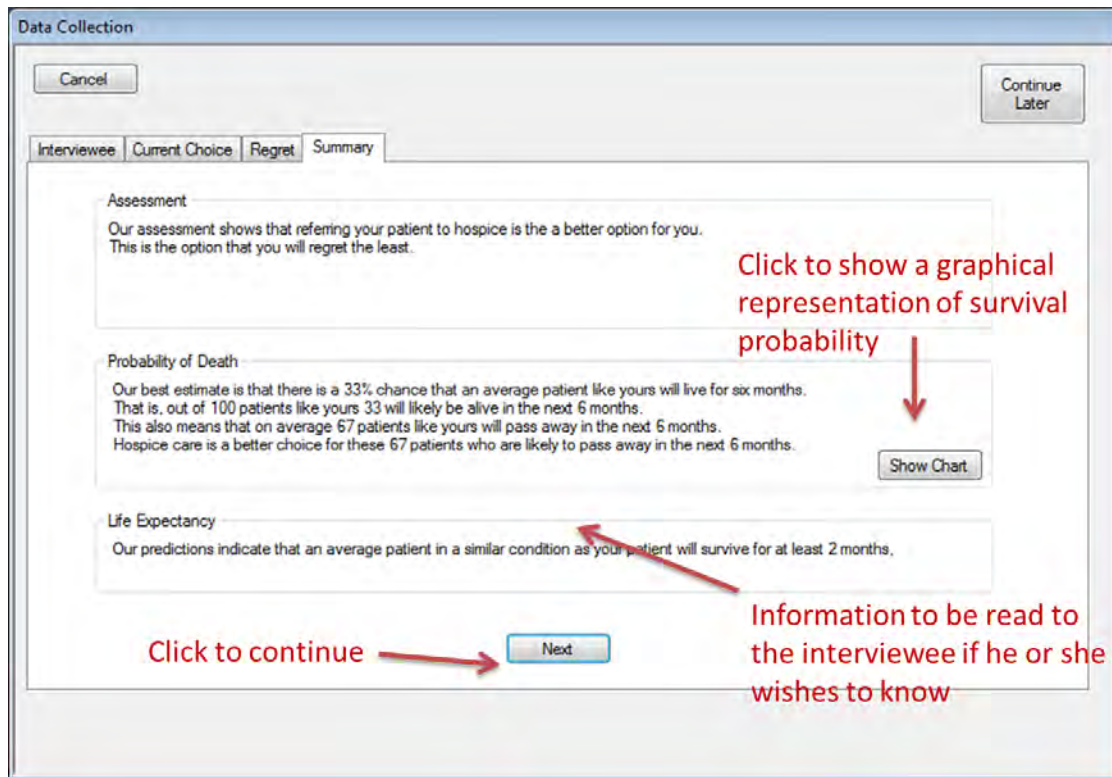 Data Collection
Cancel
Continue
Later
Interviewee
Current Choice
Regret
Summary
Assessment
Our assessment shows that referring your patient to hospice is the a better option for you.
This is the option that you will regret the least.
Click to show a graphical
representation of survival
probability
Probability of Death
Our best estimate is that there is a 33% chance that an average patient like yours will live for six months.
That is, out of 100 patients like yours 33 will likely be alive in the next 6 months.
This also means that on average 67 patients like yours will pass away in the next 6 months.
Hospice care is a better choice for these 67 patients who are likely to pass away in the next 6 months.
Show Chart
Life Expectancy
Our predictions indicate that an average patient in a similar condition as your patient will survive for at least 2 months.
Information to be read to
the interviewee if he or she
wishes to know
Click to continue
Next